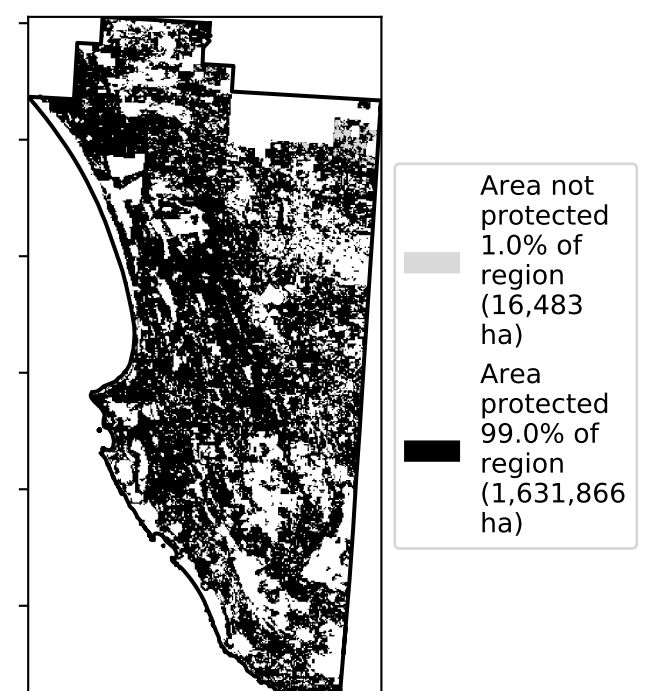 Area not
protected
1.0% of
region
(16,483
ha)
Area
protected
99.0% of
region
(1,631,866
ha)